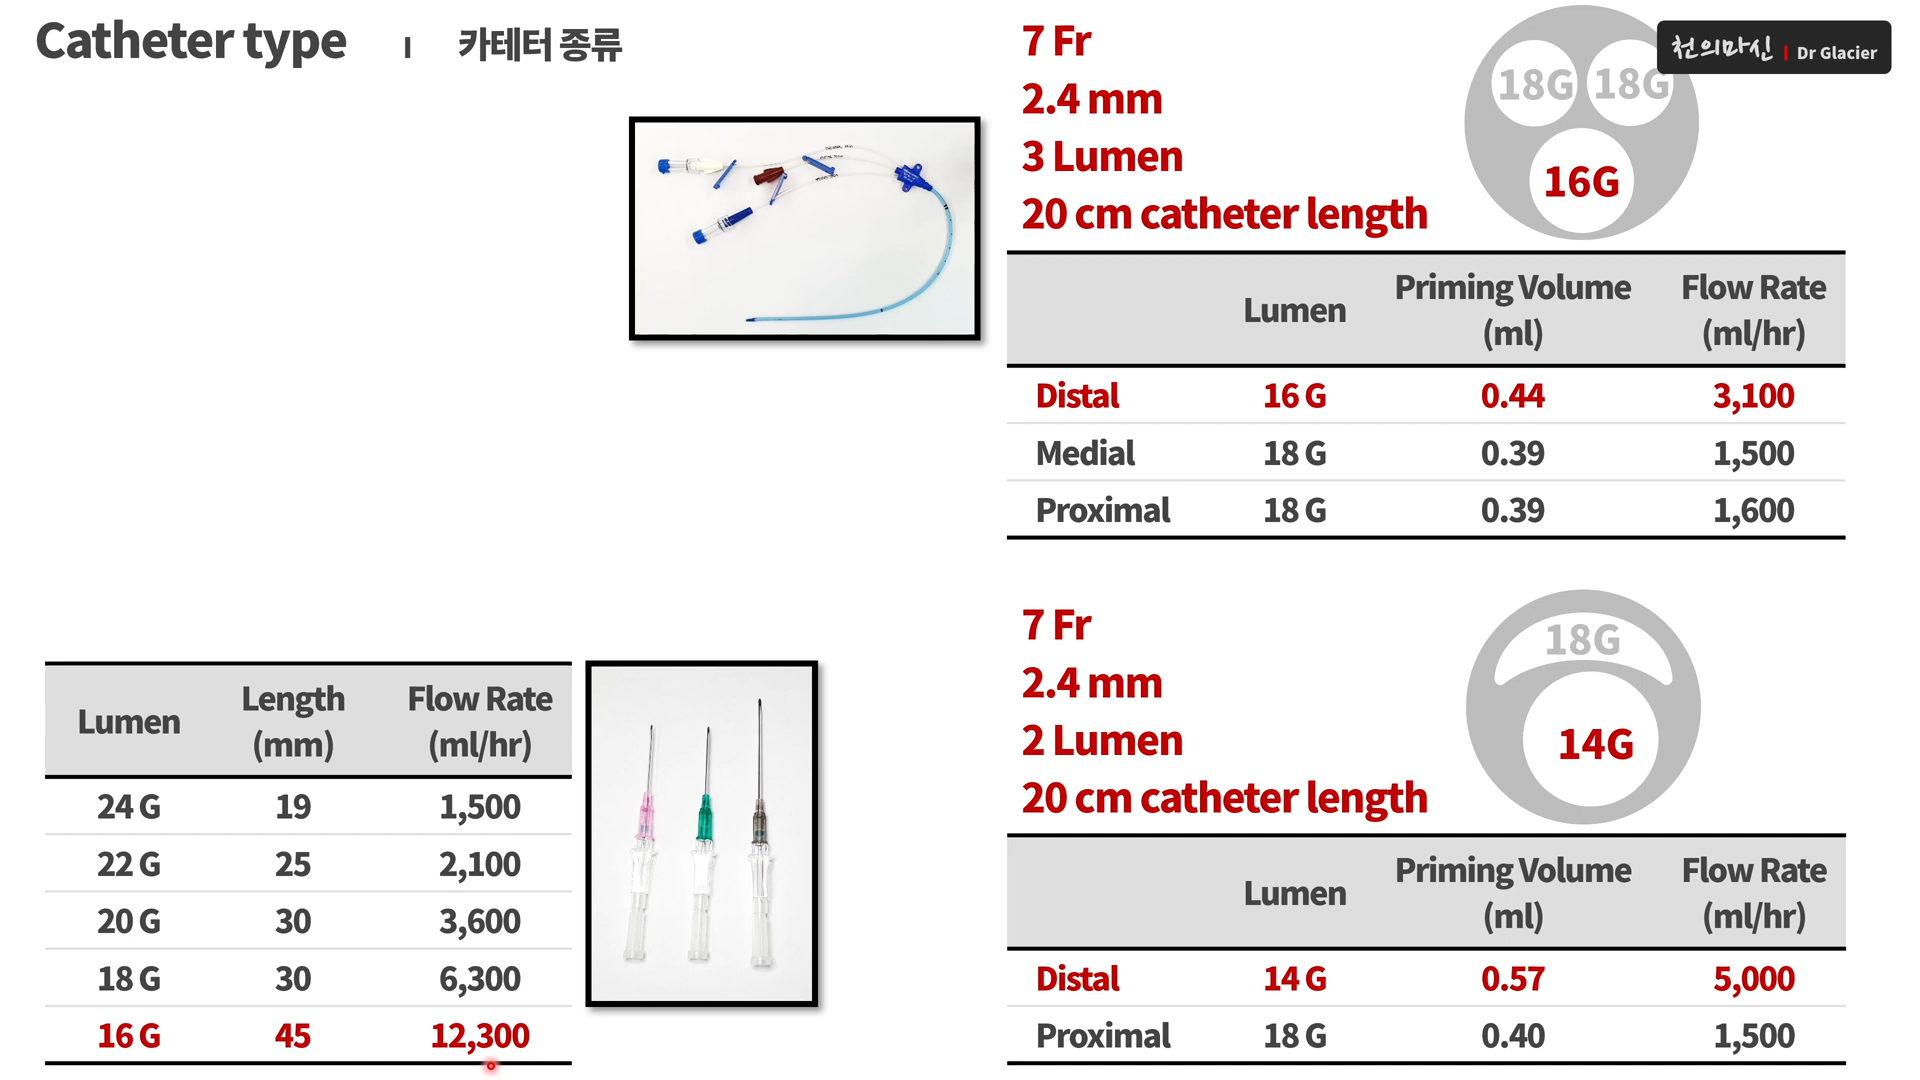 Catheter type | 카테터 종류
천의마신 | Dr Glacier
7 Fr
2.4 mm
3 Lumen
20 cm catheter length
18G 18G
16G
Lumen Priming Volume (ml) Flow Rate (ml/hr)
Distal 16 G 0.44 3,100
Medial 18 G 0.39 1,500
Proximal 18 G 0.39 1,600
Lumen Length (mm) Flow Rate (ml/hr)
24 G 19 1,500
22 G 25 2,100
20 G 30 3,600
18 G 30 6,300
16 G 45 12,300
7 Fr
2.4 mm
2 Lumen
20 cm catheter length
18G
14G
Lumen Priming Volume (ml) Flow Rate (ml/hr)
Distal 14 G 0.57 5,000
Proximal 18 G 0.40 1,500